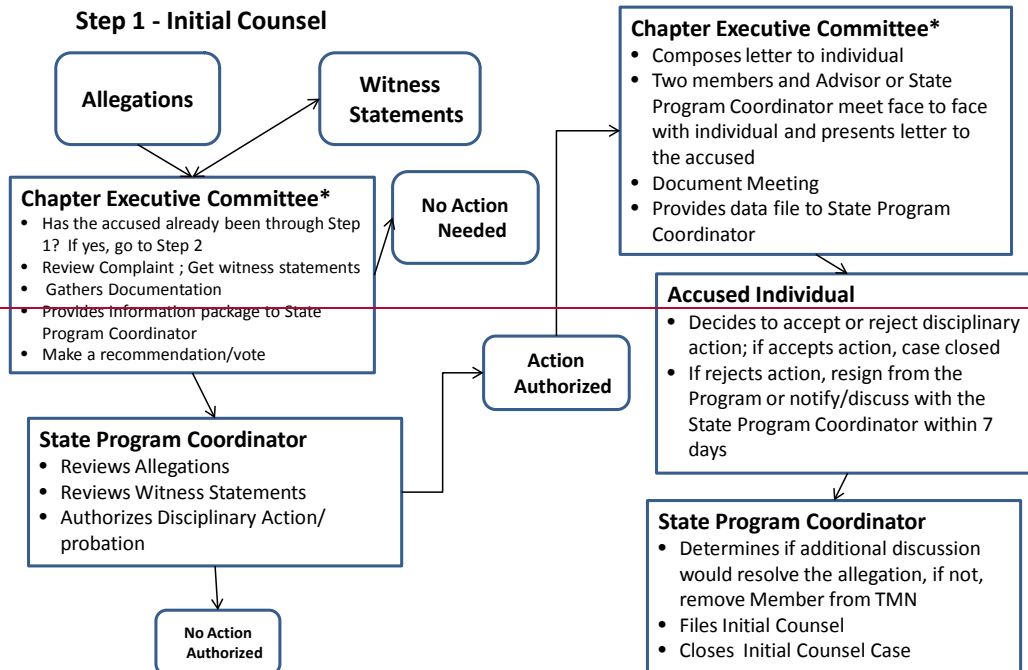 Step 1 - Initial Counsel
Allegations
Witness
Statements
Chapter Executive Committee*
• Has the accused already been through Step
1? If yes, go to Step 2
• Review Complaint ; Get witness statements
• Gathers Documentation
• Provides information package to State
Program Coordinator
• Make a recommendation/vote
No Action
Needed
State Program Coordinator
• Reviews Allegations
• Reviews Witness Statements
• Authorizes Disciplinary Action/
probation
No Action
Authorized
Action
Authorized
Chapter Executive Committee*
• Composes letter to individual
• Two members and Advisor or State
Program Coordinator meet face to face
with individual and presents letter to
the accused
• Document Meeting
• Provides data file to State Program
Coordinator
Accused Individual
• Decides to accept or reject disciplinary
action; if accepts action, case closed
• If rejects action, resign from the
Program or notify/discuss with the
State Program Coordinator within 7
days
State Program Coordinator
• Determines if additional discussion
would resolve the allegation, if not,
remove Member from TMN
• Files Initial Counsel
• Closes Initial Counsel Case